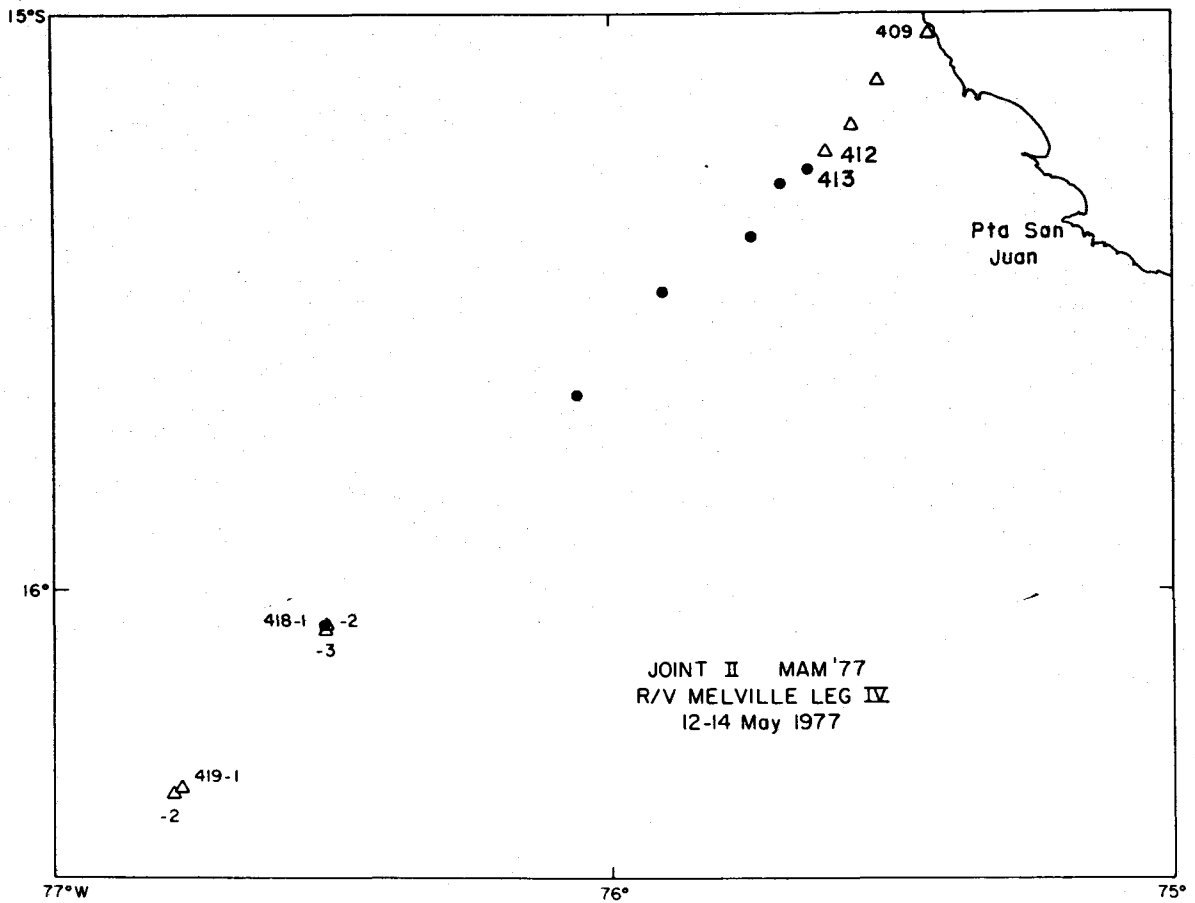 15°S
409
412
413
Pta San
Juan
16°
418-1 -2
-3
JOINT II MAM '77
R/V MELVILLE LEG IV
12-14 May 1977
419-1
-2
77°W 76° 75°